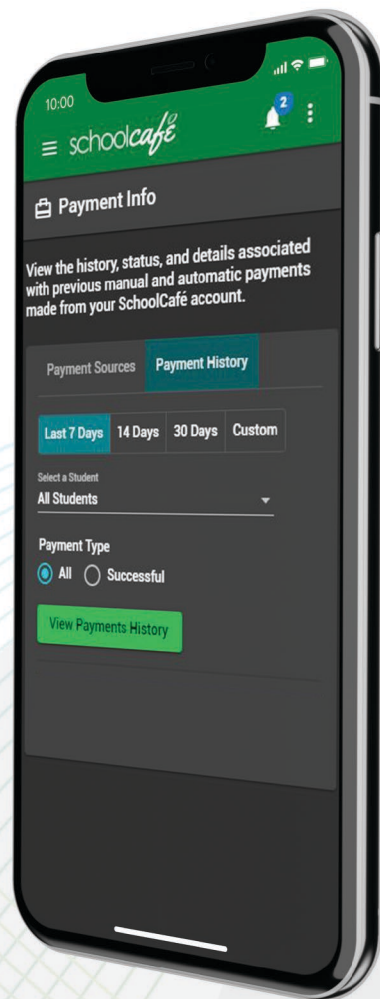 10:00
schoolcafé
2
Payment Info
View the history, status, and details associated
with previous manual and automatic payments
made from your SchoolCafé account.
Payment Sources Payment History
Last 7 Days 14 Days 30 Days Custom
Select a Student
All Students
Payment Type
All Successful
View Payments History